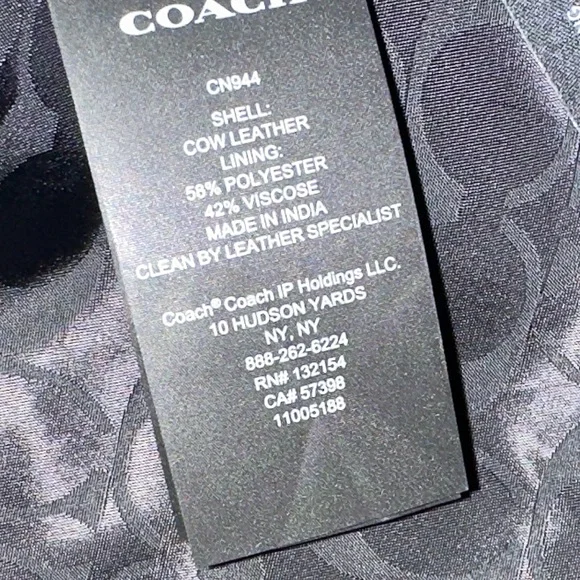 COACH
CN944
SHELL:
COW LEATHER
LINING:
58% POLYESTER
42% VISCOSE
MADE IN INDIA
CLEAN BY LEATHER SPECIALIST
Coach® Coach IP Holdings LLC.
10 HUDSON YARDS
NY, NY
888-262-6224
RN# 132154
CA# 57398
11005188